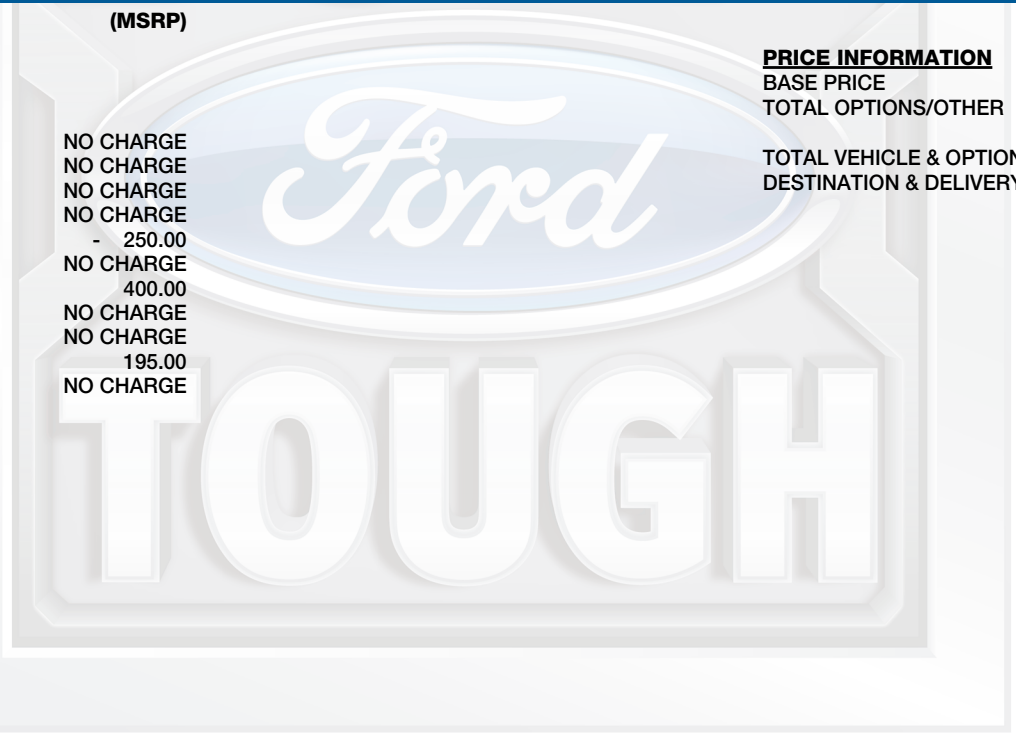 (MSRP)
NO CHARGE
NO CHARGE
NO CHARGE
NO CHARGE
- 250.00
NO CHARGE
400.00
NO CHARGE
NO CHARGE
195.00
NO CHARGE
PRICE INFORMATION
BASE PRICE
TOTAL OPTIONS/OTHER
TOTAL VEHICLE & OPTION
DESTINATION & DELIVERY
Ford
TOUGH